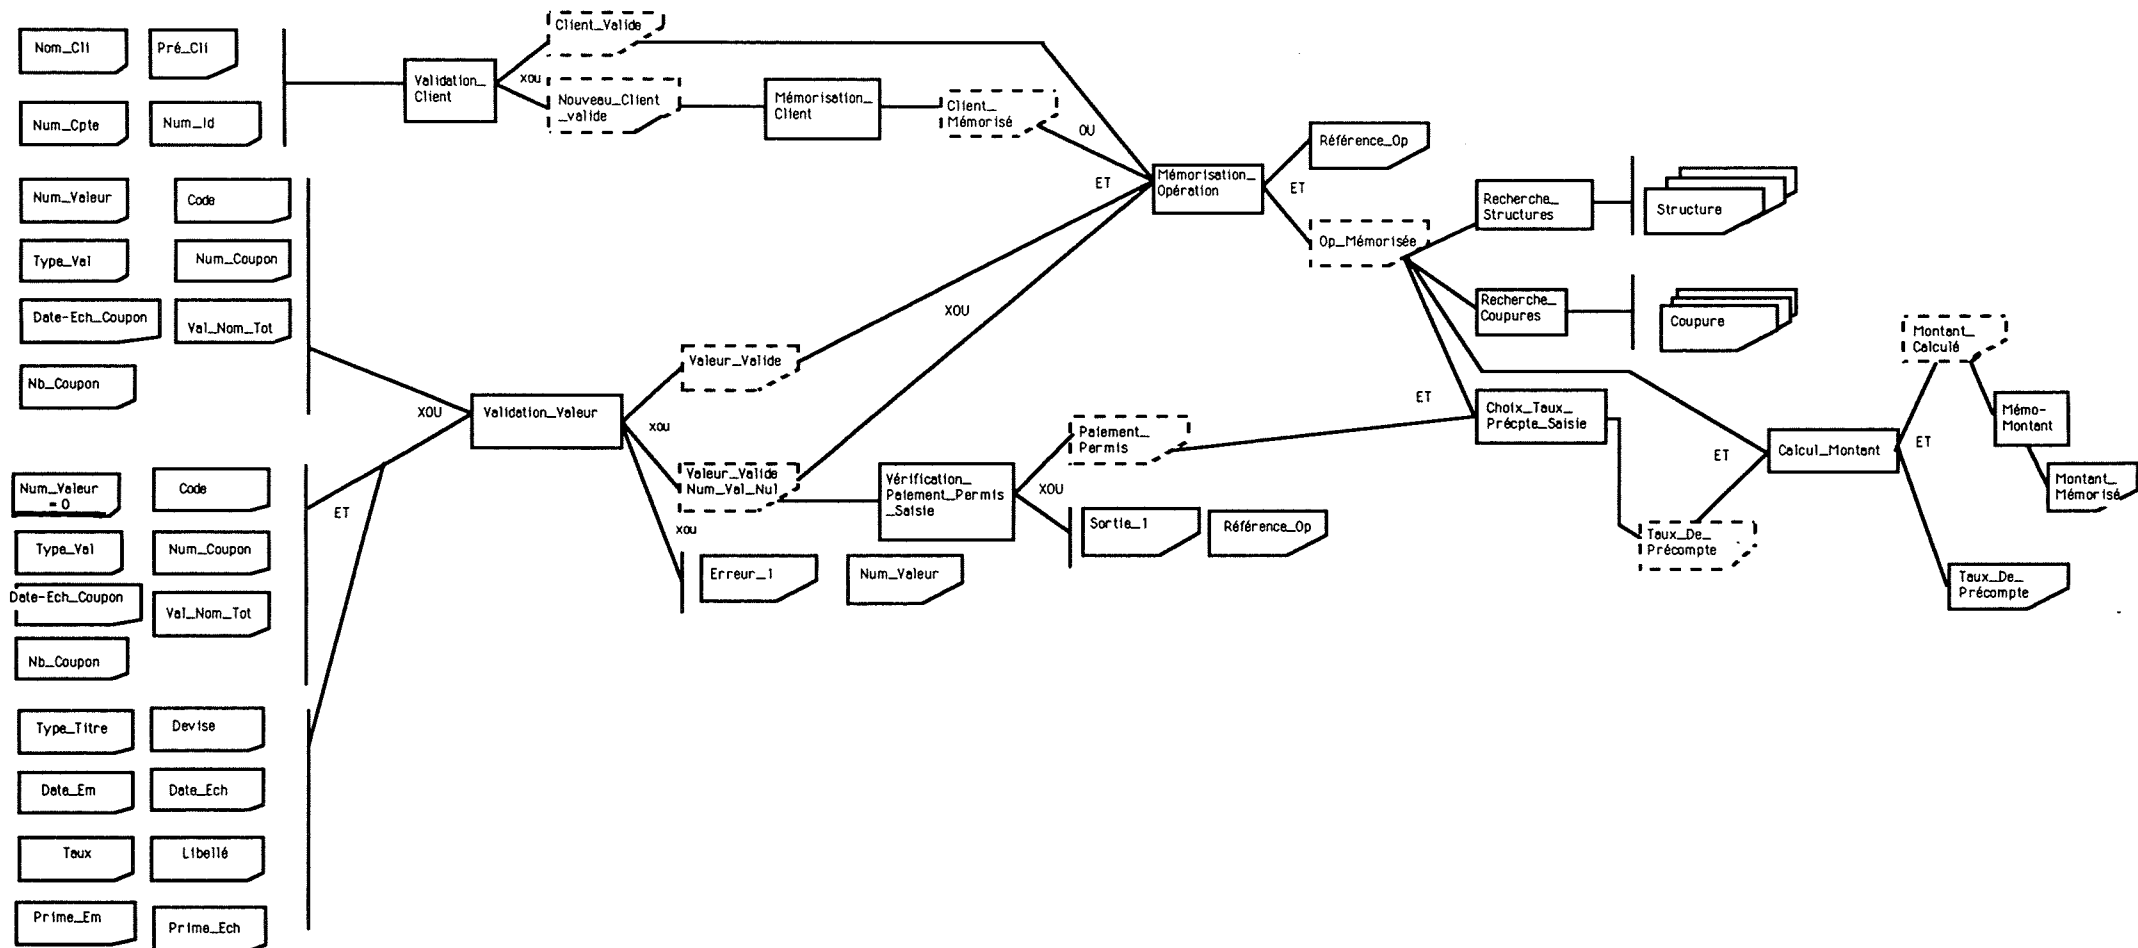 Nom_Cli
Pré_Cli
Num_Cpte
Num_Id
Validation_
Client
xou
Client_Valide
Nouveau_Client
_valide
Mémorisation_
Client
Client_
Mémorisé
OU
ET
Mémorisation_
Opération
ET
Référence_Op
Op_Mémorisée
Recherche_
Structures
Structure
Recherche_
Coupures
Coupure
Num_Valeur
Code
Type_Val
Num_Coupon
Date-Ech_Coupon
Val_Nom_Tot
Nb_Coupon
XOU
Validation_Valeur
xou
xou
Valeur_Valide
XOU
Valeur_Valide
Num_Val_Nul
Erreur_1
Num_Valeur
Vérification_
Paiement_Permis
_Saisie
XOU
Paiement_
Permis
Sortie_1
Référence_Op
ET
Choix_Taux_
Précpte_Saisie
Taux_De_
Précompte
ET
Calcul_Montant
ET
Montant_
Calculé
Mémo-
Montant
Montant_
Mémorisé
Taux_De_
Précompte
Num_Valeur
= 0
Code
Type_Val
Num_Coupon
Date-Ech_Coupon
Val_Nom_Tot
Nb_Coupon
ET
Type_Titre
Devise
Date_Em
Date_Ech
Taux
Libellé
Prime_Em
Prime_Ech